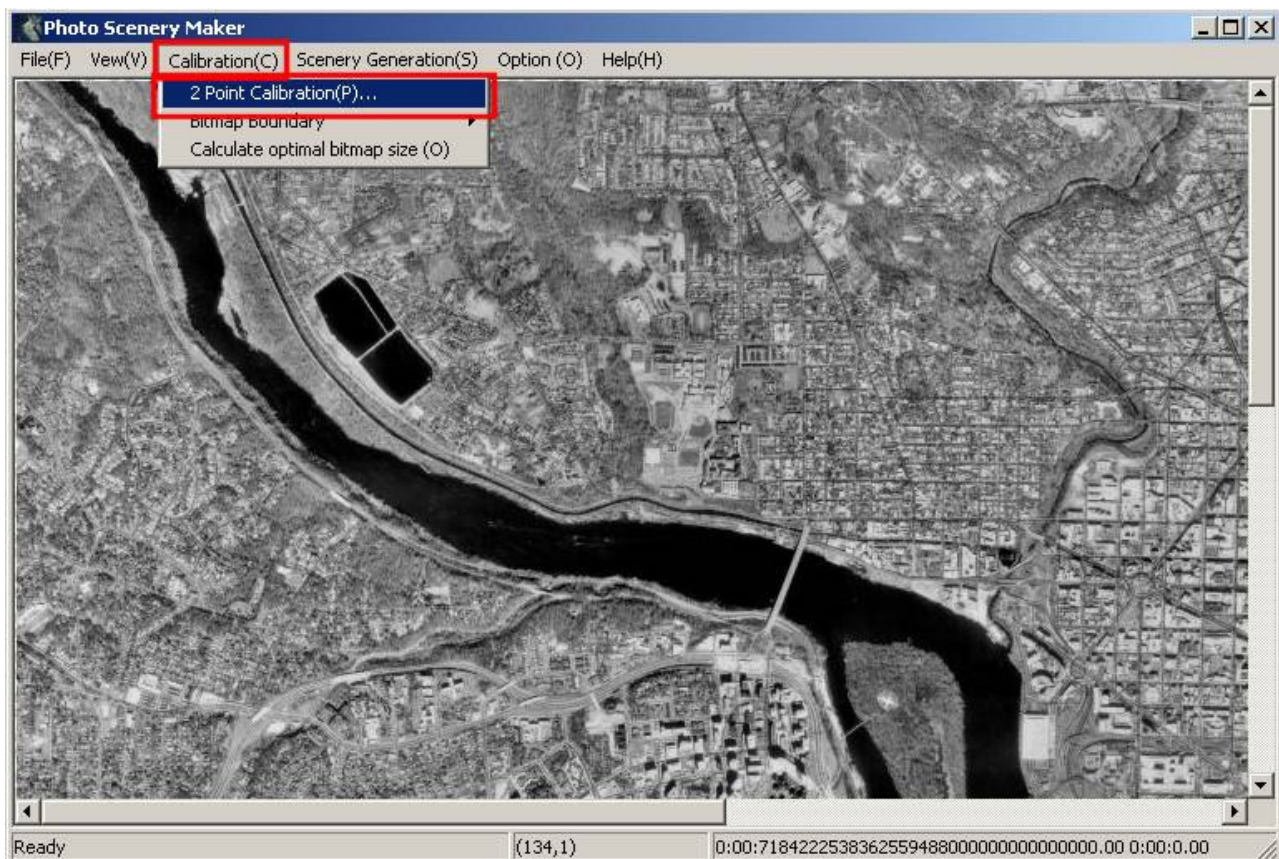 Photo Scenery Maker
File(F) Vew(V) Calibration(C) Scenery Generation(S) Option (O) Help(H)
2 Point Calibration(P)...
Bitmap Boundary
Calculate optimal bitmap size (O)
Ready (134,1) 0:00:7184222538362559488000000000000000.00 0:00:0.00